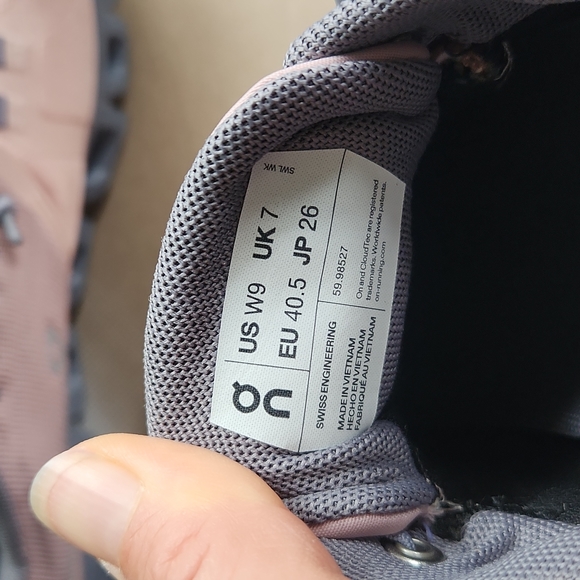 SWL WK
US W9 UK 7
EU 40.5 JP 26
59.98527
On and CloudTec are registered
trademarks. Worldwide patents.
on-running.com
On
SWISS ENGINEERING
MADE IN VIETNAM
HECHO EN VIETNAM
FABRIQUÉ AU VIETNAM